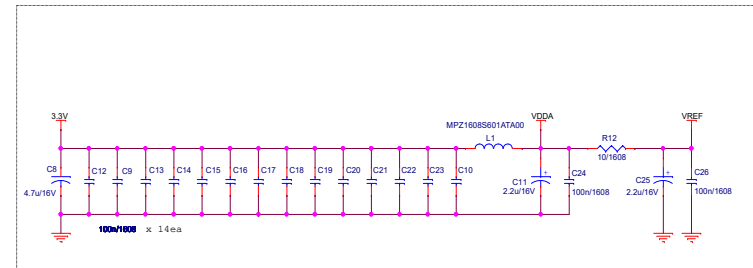 3.3V
VDDA
VREF
MPZ1608S601ATA00
L1
R12
10/1608
C8
4.7u/16V
C12
C9
C13
C14
C15
C16
C17
C18
C19
C20
C21
C22
C23
C10
C11
2.2u/16V
C24
100n/1608
C25
2.2u/16V
C26
100n/1608
100n/1608 x 14ea